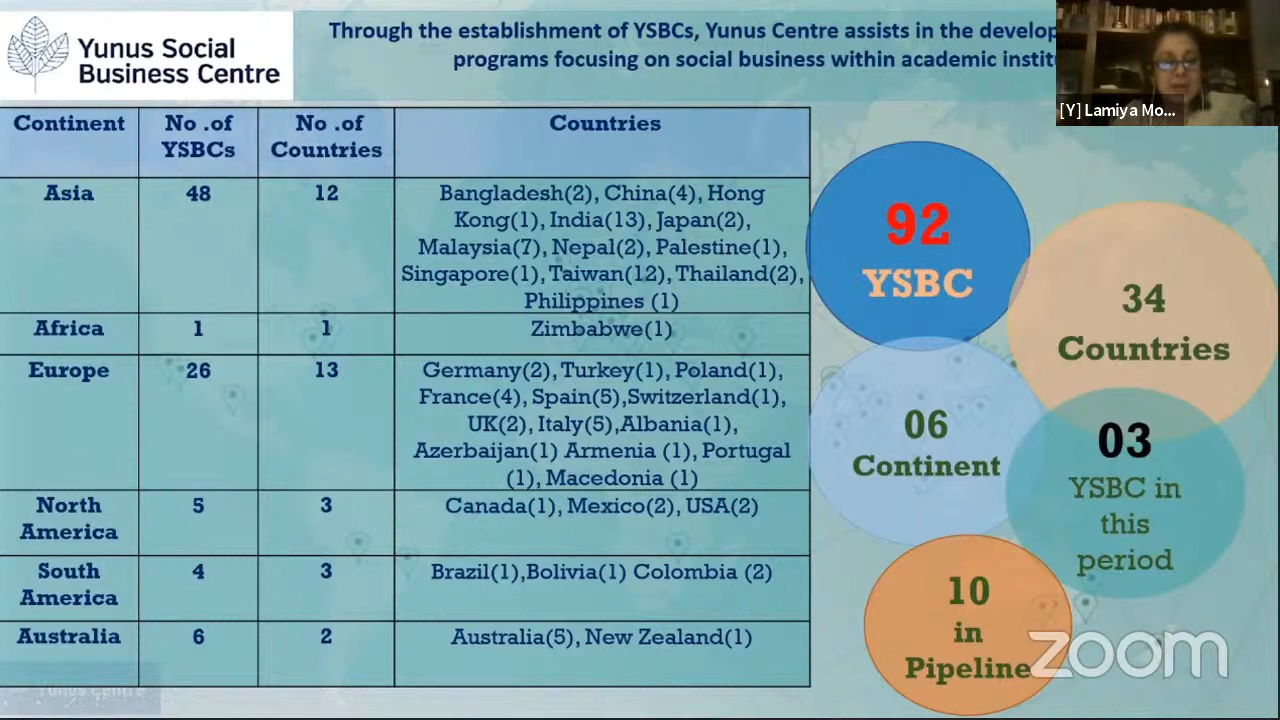 Yunus Social
Business Centre
Through the establishment of YSBCs, Yunus Centre assists in the develop
programs focusing on social business within academic instit
[Y] Lamiya Mo...
Continent
No .of
YSBCs
No .of
Countries
Countries
Asia
48
12
Bangladesh(2), China(4), Hong
Kong(1), India(13), Japan(2),
Malaysia(7), Nepal(2), Palestine(1),
Singapore(1), Taiwan(12), Thailand(2),
Philippines (1)
Africa
1
1
Zimbabwe(1)
Europe
26
13
Germany(2), Turkey(1), Poland(1),
France(4), Spain(5),Switzerland(1),
UK(2), Italy(5),Albania(1),
Azerbaijan(1) Armenia (1), Portugal
(1), Macedonia (1)
North
America
5
3
Canada(1), Mexico(2), USA(2)
South
America
4
3
Brazil(1),Bolivia(1) Colombia (2)
Australia
6
2
Australia(5), New Zealand(1)
92
YSBC
34
Countries
06
Continent
03
YSBC in
this
period
10
in
Pipeline
zoom
Yunus Centre